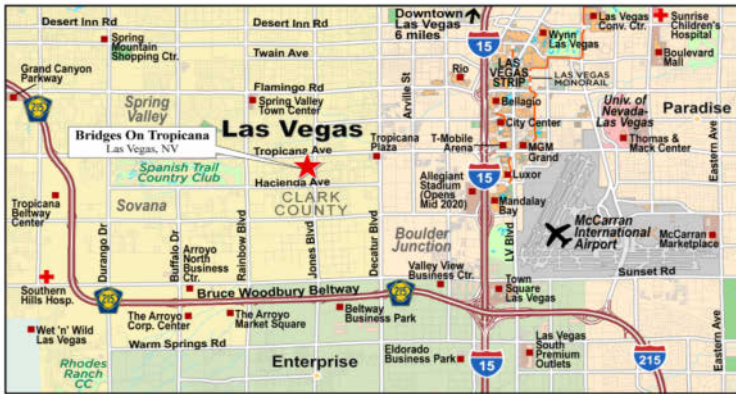 Desert Inn Rd
Desert Inn Rd
Downtown
Las Vegas
6 miles
15
Las Vegas
Conv. Ctr.
Sunrise
Children's
Hospital
Spring
Mountain
Shopping Ctr.
Twain Ave
Wynn
Las Vegas
Boulevard
Mall
Grand Canyon
Parkway
Flamingo Rd
Arville St
Rio
LAS
VEGAS
STRIP
LAS VEGAS
MONORAIL
215
Spring
Valley
Spring Valley
Town Center
Bellagio
Univ. of
Nevada-
Las Vegas
Paradise
Las Vegas
City Center
Bridges On Tropicana
Las Vegas, NV
Tropicana Ave
Tropicana
Plaza
T-Mobile
Arena
MGM
Grand
Thomas &
Mack Center
Eastern Ave
Spanish Trail
Country Club
Hacienda Ave
CLARK
COUNTY
Allegiant
Stadium
(Opens
Mid 2020)
15
Luxor
Mandalay
Bay
Tropicana
Beltway
Center
Sovana
Durango Dr
Buffalo Dr
Rainbow Blvd
Jones Blvd
Decatur Blvd
Boulder
Junction
LV Blvd
McCarran
International
Airport
McCarran
Marketplace
Arroyo
North
Business
Ctr.
Valley View
Business Ctr.
Sunset Rd
Southern
Hills Hosp.
215
Bruce Woodbury Beltway
215
Town
Square
Las Vegas
Wet 'n' Wild
Las Vegas
The Arroyo
Corp. Center
The Arroyo
Market Square
Beltway
Business Park
Warm Springs Rd
Rhodes
Ranch
CC
Enterprise
Eldorado
Business Park
15
Las Vegas
South
Premium
Outlets
215
Eastern Ave